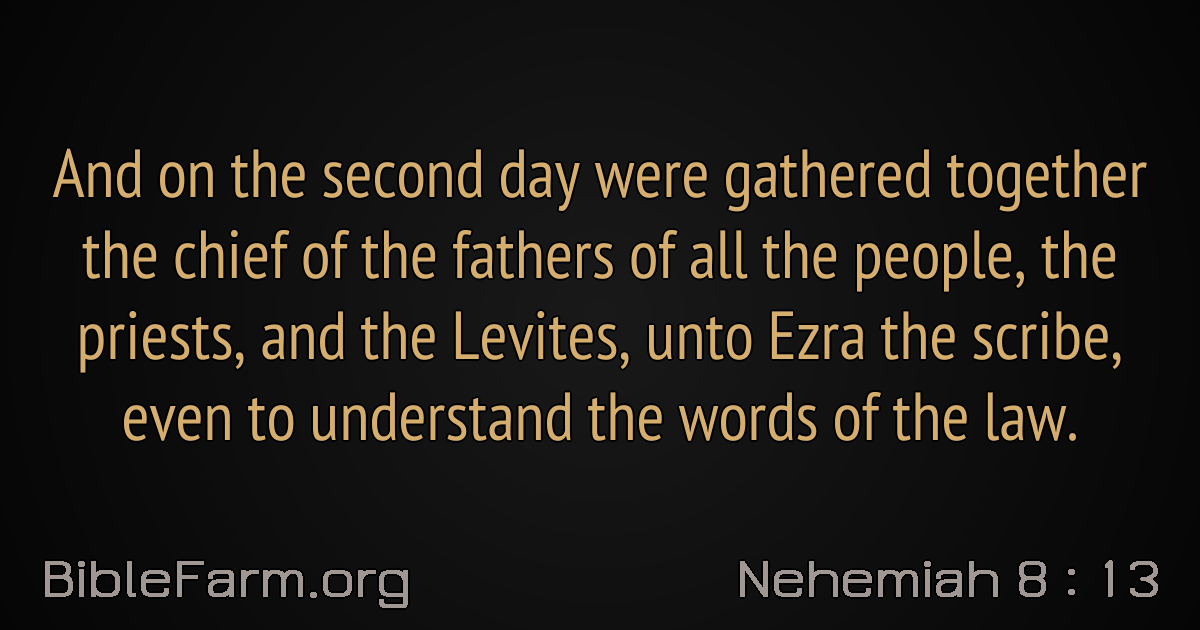 And on the second day were gathered together
the chief of the fathers of all the people, the
priests, and the Levites, unto Ezra the scribe,
even to understand the words of the law.
BibleFarm.org
Nehemiah 8 : 13